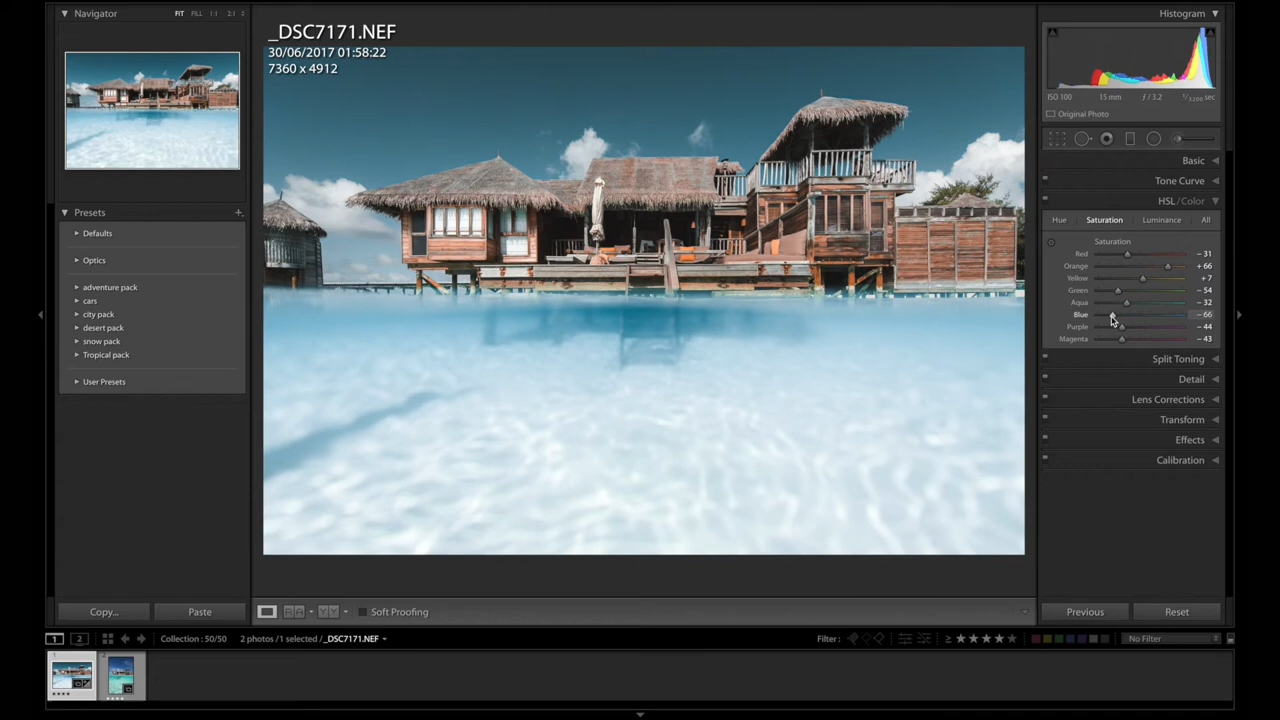 Navigator
FIT FILL 1:1 2:1
Presets
Defaults
Optics
adventure pack
cars
city pack
desert pack
snow pack
Tropical pack
User Presets
Copy... Paste
_DSC7171.NEF
30/06/2017 01:58:22
7360 x 4912
Soft Proofing
Histogram
ISO 100 15 mm ƒ / 3.2 1/3200 sec
Original Photo
Basic
Tone Curve
HSL / Color
Hue Saturation Luminance All
Saturation
Red - 31
Orange + 66
Yellow + 7
Green - 54
Aqua - 32
Blue - 66
Purple - 44
Magenta - 43
Split Toning
Detail
Lens Corrections
Transform
Effects
Calibration
Previous Reset
1 2 Collection : 50/50 2 photos / 1 selected / _DSC7171.NEF Filter : ≥ ★★★★★ No Filter
1 2